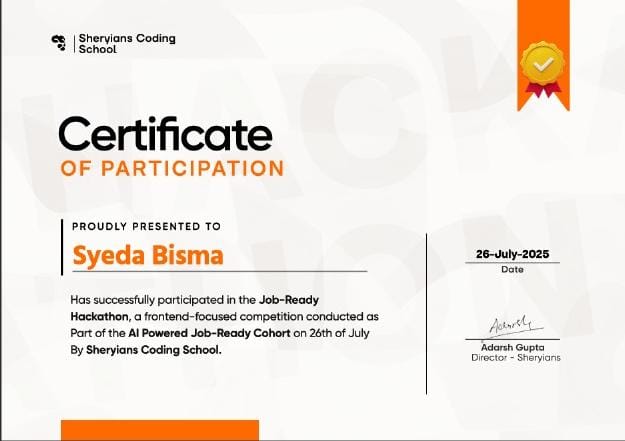 Sheryians Coding
School
Certificate
OF PARTICIPATION
PROUDLY PRESENTED TO
Syeda Bisma
Has successfully participated in the Job-Ready
Hackathon, a frontend-focused competition conducted as
Part of the AI Powered Job-Ready Cohort on 26th of July
By Sheryians Coding School.
26-July-2025
Date
Adarsh
Adarsh Gupta
Director - Sheryians